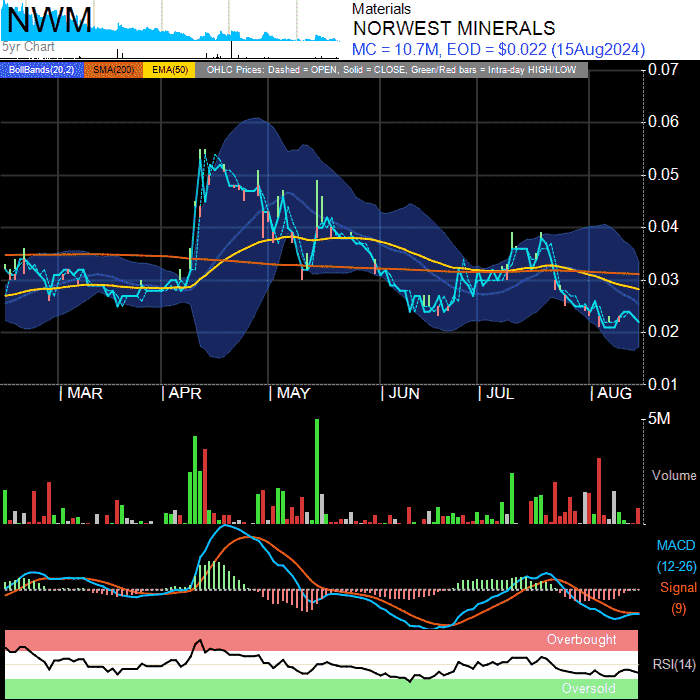 NWM
5yr Chart
Materials
NORWEST MINERALS
MC = 10.7M, EOD = $0.022 (15Aug2024)
BollBands(20,2) SMA(200) EMA(50) OHLC Prices: Dashed = OPEN, Solid = CLOSE, Green/Red bars = Intra-day HIGH/LOW
0.07
0.06
0.05
0.04
0.03
0.02
0.01
MAR APR MAY JUN JUL AUG
5M
Volume
MACD
(12-26)
Signal
(9)
Overbought
RSI(14)
Oversold